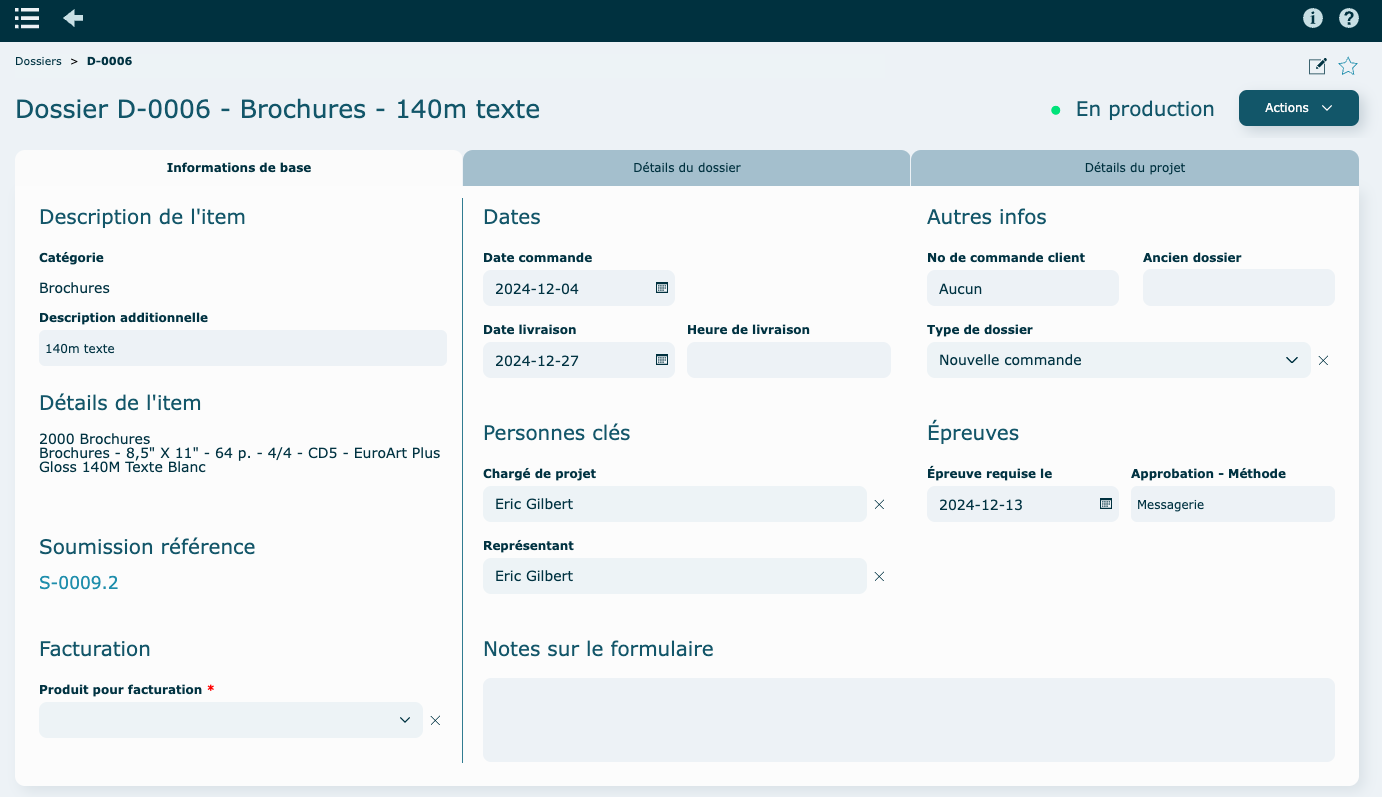 Dossiers > D-0006
Dossier D-0006 - Brochures - 140m texte
En production
Actions
Informations de base
Détails du dossier
Détails du projet
Description de l'item
Catégorie
Brochures
Description additionnelle
140m texte
Détails de l'item
2000 Brochures
Brochures - 8,5" X 11" - 64 p. - 4/4 - CD5 - EuroArt Plus
Gloss 140M Texte Blanc
Soumission référence
S-0009.2
Facturation
Produit pour facturation *
Dates
Date commande
2024-12-04
Date livraison
Heure de livraison
2024-12-27
Personnes clés
Chargé de projet
Eric Gilbert
Représentant
Eric Gilbert
Autres infos
No de commande client
Ancien dossier
Aucun
Type de dossier
Nouvelle commande
Épreuves
Épreuve requise le
Approbation - Méthode
2024-12-13
Messagerie
Notes sur le formulaire